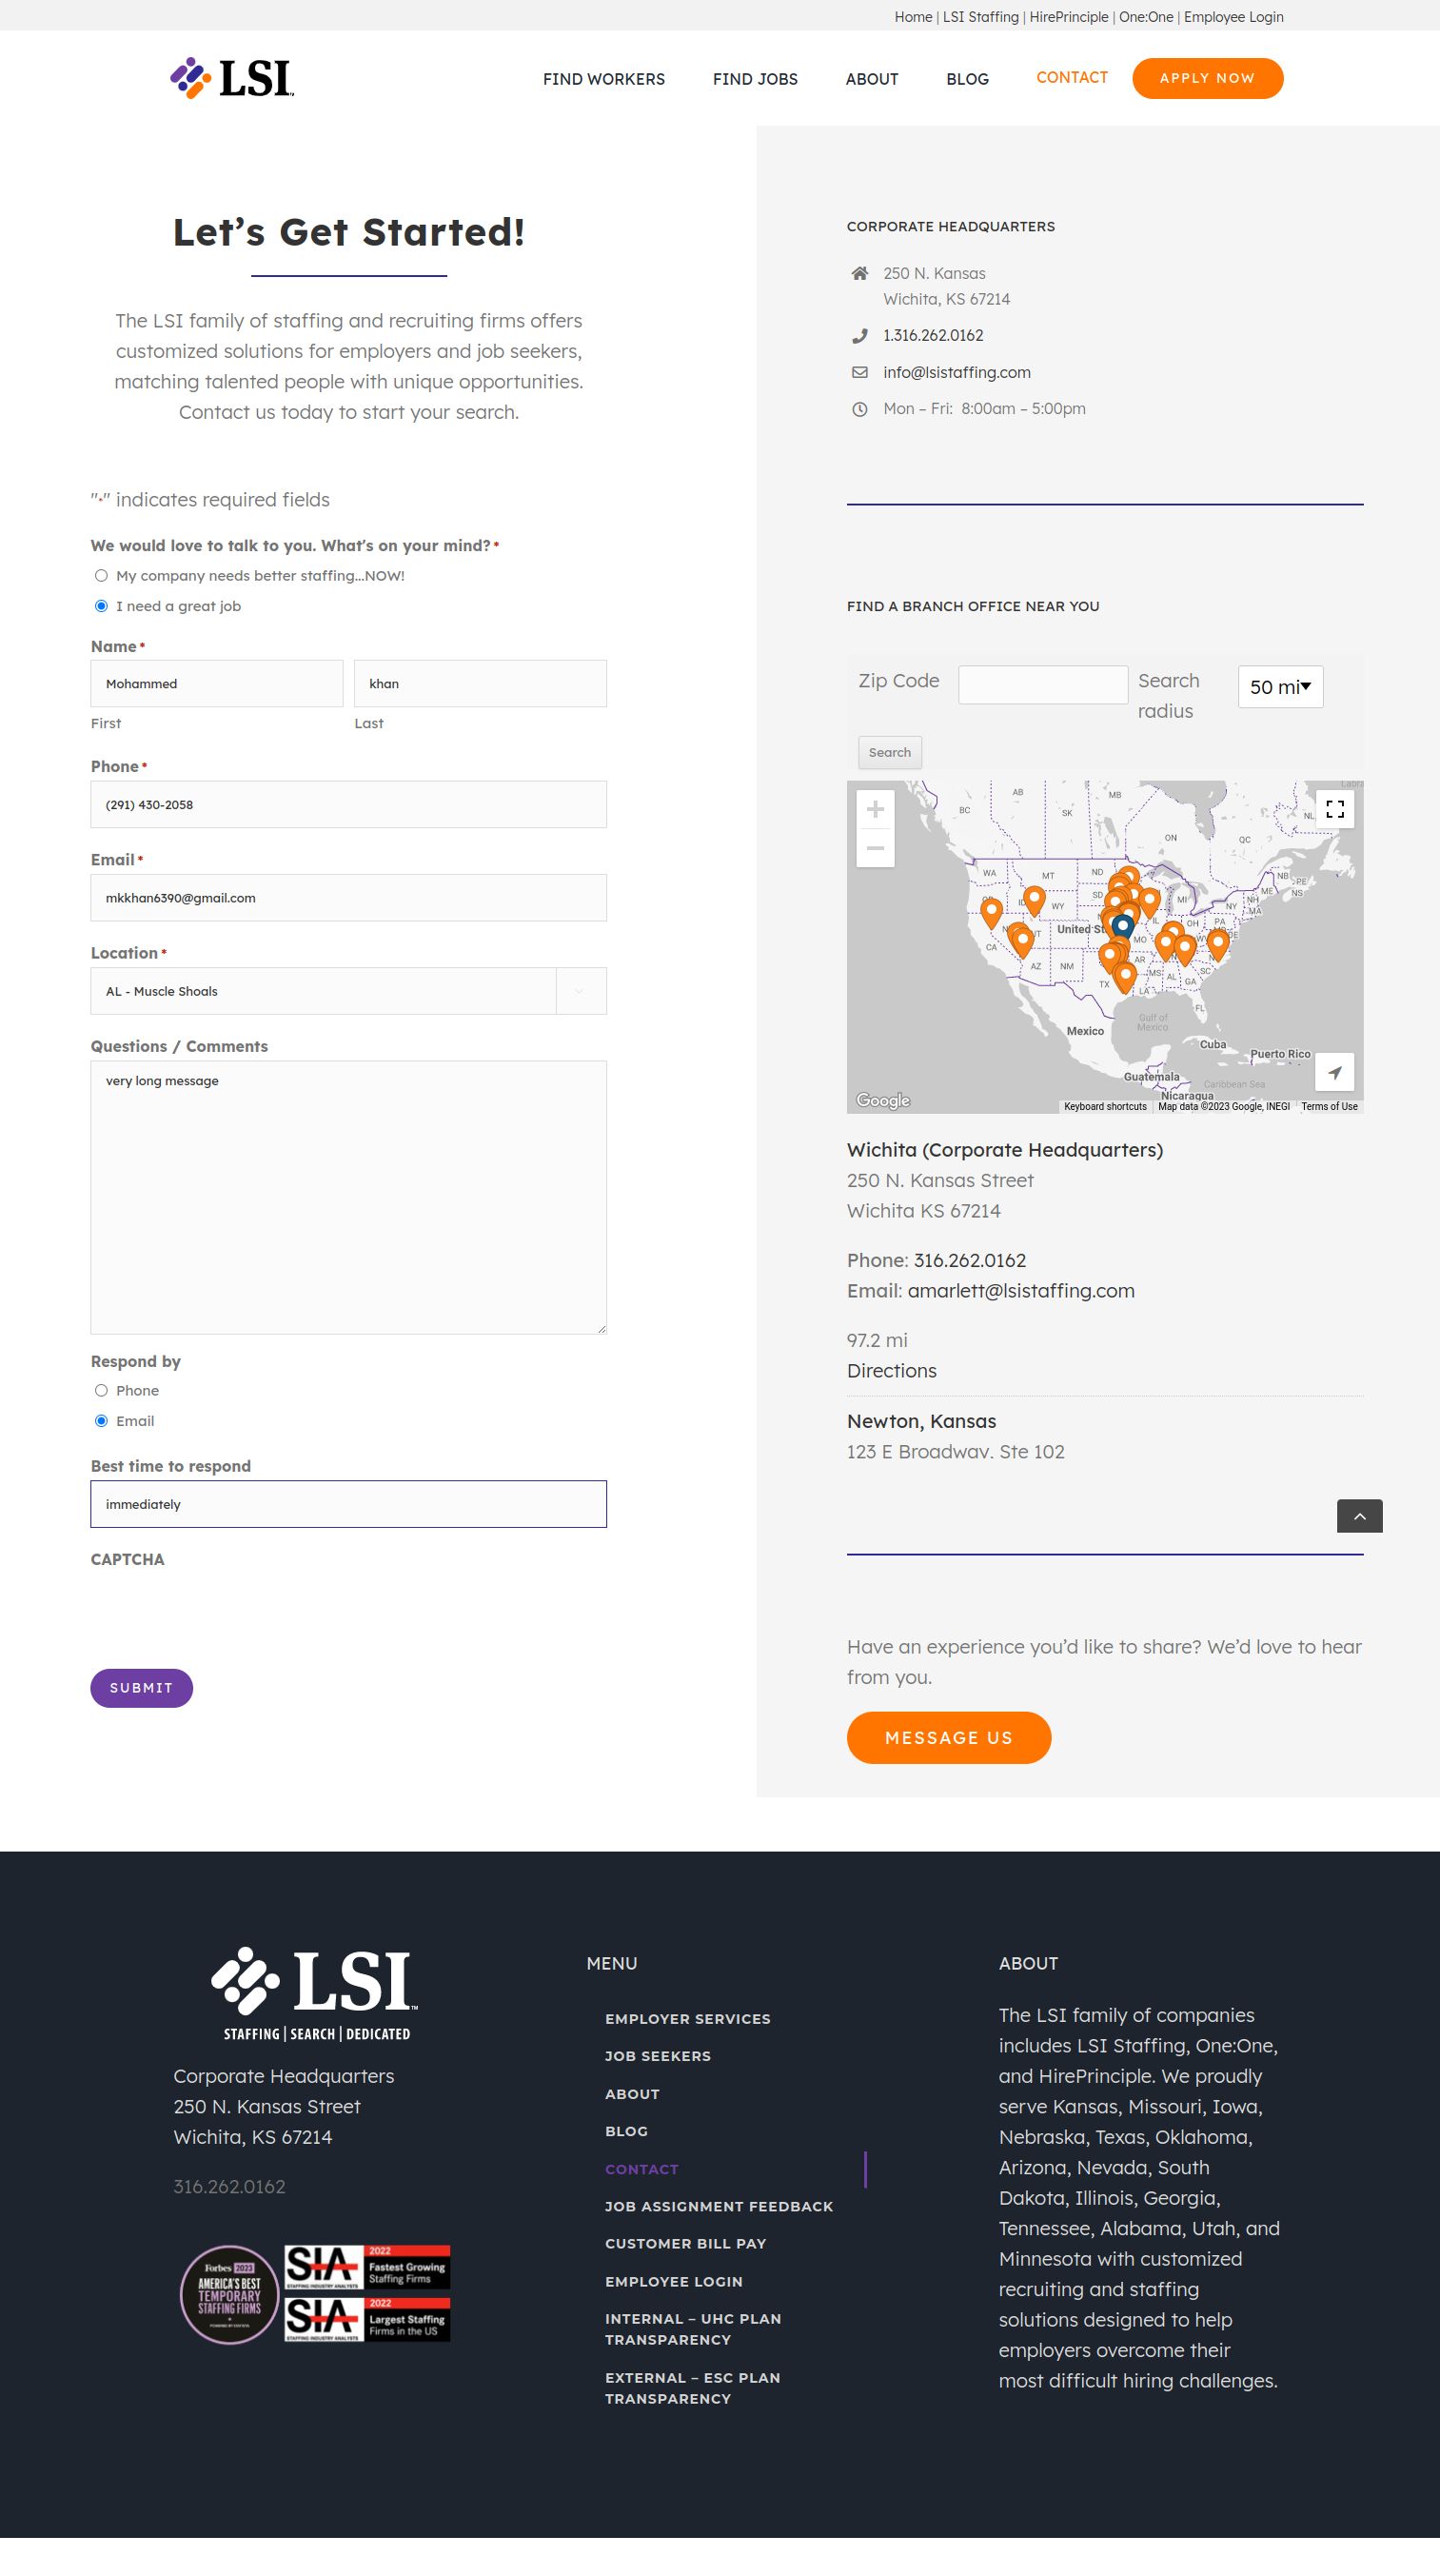 Home | LSI Staffing | HirePrinciple | One:One | Employee Login
LSI
FIND WORKERS
FIND JOBS
ABOUT
BLOG
CONTACT
APPLY NOW
Let’s Get Started!
The LSI family of staffing and recruiting firms offers
customized solutions for employers and job seekers,
matching talented people with unique opportunities.
Contact us today to start your search.
"*" indicates required fields
We would love to talk to you. What's on your mind?*
My company needs better staffing...NOW!
I need a great job
Name*
Mohammed
khan
First
Last
Phone*
(291) 430-2058
Email*
mkkhan6390@gmail.com
Location*
AL - Muscle Shoals
Questions / Comments
very long message
Respond by
Phone
Email
Best time to respond
immediately
CAPTCHA
SUBMIT
CORPORATE HEADQUARTERS
250 N. Kansas
Wichita, KS 67214
1.316.262.0162
info@lsistaffing.com
Mon – Fri: 8:00am – 5:00pm
FIND A BRANCH OFFICE NEAR YOU
Zip Code
Search
radius
50 mi
Search
AB
BC
SK
MB
ON
QC
NL
NB
PE
NS
WA
MT
ND
SD
WY
MI
ME
NH
MA
NY
PA
OH
IL
DE
CA
UT
AZ
NM
MO
AR
MS
AL
GA
SC
TX
LA
FL
United St
Mexico
Gulf of
Mexico
Cuba
Puerto Rico
Guatemala
Caribbean Sea
Nicaragua
Google
Keyboard shortcuts
Map data ©2023 Google, INEGI
Terms of Use
Wichita (Corporate Headquarters)
250 N. Kansas Street
Wichita KS 67214
Phone: 316.262.0162
Email: amarlett@lsistaffing.com
97.2 mi
Directions
Newton, Kansas
123 E Broadway, Ste 102
Have an experience you’d like to share? We’d love to hear
from you.
MESSAGE US
LSI™
STAFFING | SEARCH | DEDICATED
Corporate Headquarters
250 N. Kansas Street
Wichita, KS 67214
316.262.0162
Forbes 2023
AMERICA'S BEST
TEMPORARY
STAFFING FIRMS
SIA
STAFFING INDUSTRY ANALYSTS
2022
Fastest Growing
Staffing Firms
SIA
STAFFING INDUSTRY ANALYSTS
2022
Largest Staffing
Firms in the US
MENU
EMPLOYER SERVICES
JOB SEEKERS
ABOUT
BLOG
CONTACT
JOB ASSIGNMENT FEEDBACK
CUSTOMER BILL PAY
EMPLOYEE LOGIN
INTERNAL – UHC PLAN
TRANSPARENCY
EXTERNAL – ESC PLAN
TRANSPARENCY
ABOUT
The LSI family of companies
includes LSI Staffing, One:One,
and HirePrinciple. We proudly
serve Kansas, Missouri, Iowa,
Nebraska, Texas, Oklahoma,
Arizona, Nevada, South
Dakota, Illinois, Georgia,
Tennessee, Alabama, Utah, and
Minnesota with customized
recruiting and staffing
solutions designed to help
employers overcome their
most difficult hiring challenges.